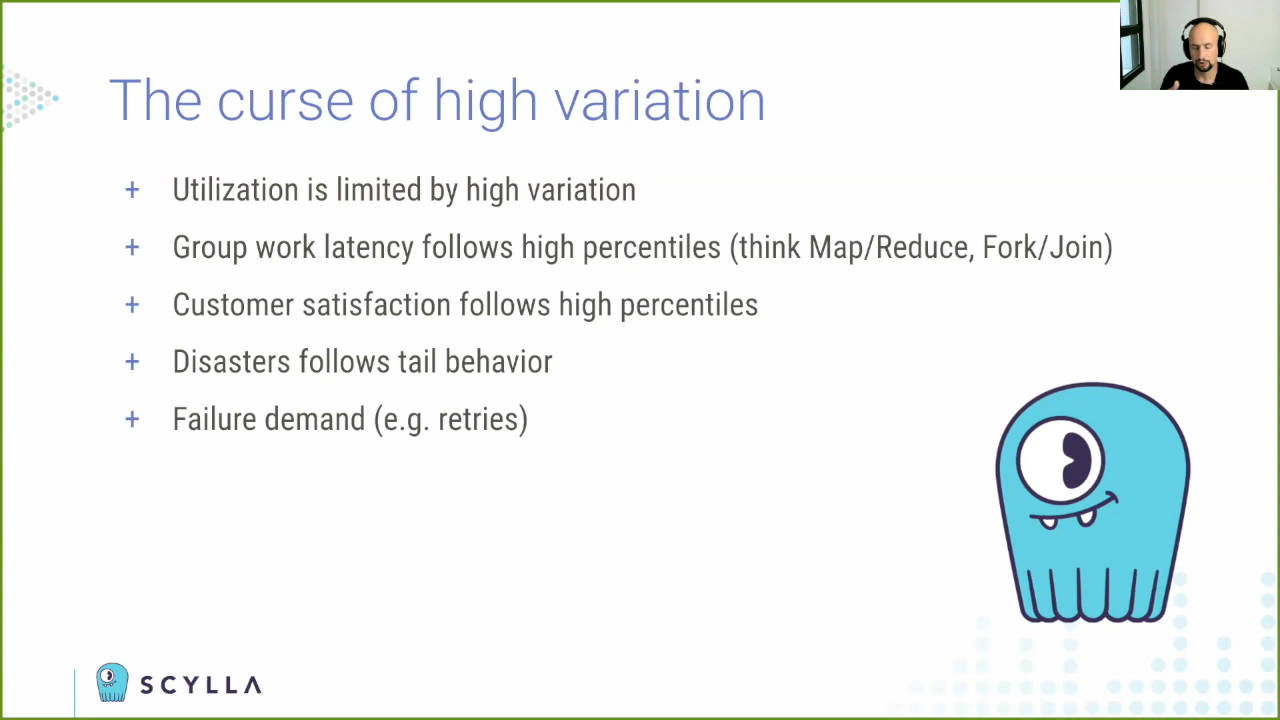 The curse of high variation
+ Utilization is limited by high variation
+ Group work latency follows high percentiles (think Map/Reduce, Fork/Join)
+ Customer satisfaction follows high percentiles
+ Disasters follows tail behavior
+ Failure demand (e.g. retries)
SCYLLA